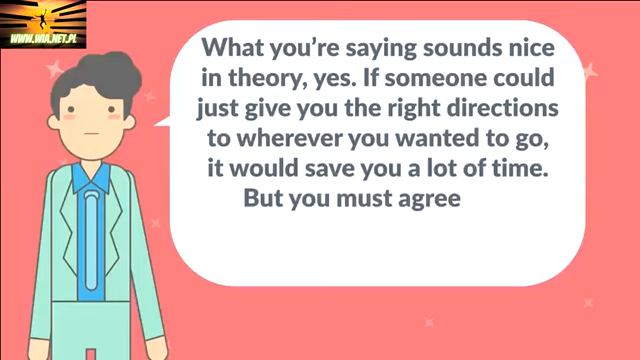 WWW.WIA.NET.PL
What you're saying sounds nice
in theory, yes. If someone could
just give you the right directions
to wherever you wanted to go,
it would save you a lot of time.
But you must agree